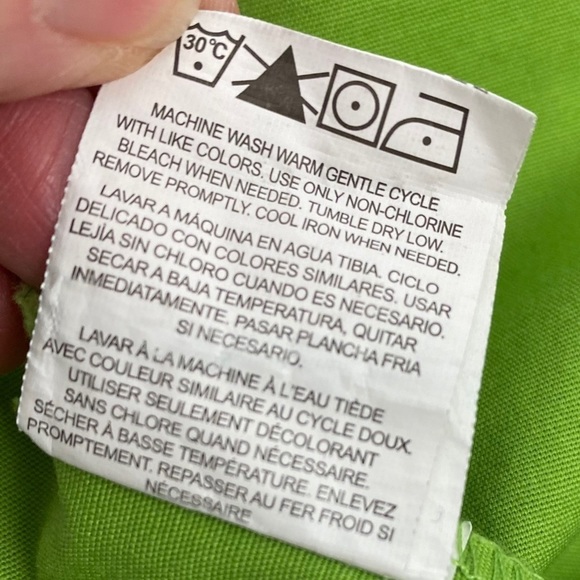 30°C
MACHINE WASH WARM GENTLE CYCLE
WITH LIKE COLORS. USE ONLY NON-CHLORINE
BLEACH WHEN NEEDED. TUMBLE DRY LOW.
REMOVE PROMPTLY. COOL IRON WHEN NEEDED.
LAVAR A MÁQUINA EN AGUA TIBIA. CICLO
DELICADO CON COLORES SIMILARES. USAR
LEJÍA SIN CHLORO CUANDO ES NECESARIO.
SECAR A BAJA TEMPERATURA. QUITAR
INMEDIATAMENTE. PASAR PLANCHA FRIA
SI NECESARIO.
LAVAR À LA MACHINE À L'EAU TIÈDE
AVEC COULEUR SIMILAIRE AU CYCLE DOUX.
UTILISER SEULEMENT DÉCOLORANT
SANS CHLORE QUAND NÉCESSAIRE.
SÉCHER À BASSE TEMPÉRATURE. ENLEVEZ
PROMPTEMENT. REPASSER AU FER FROID SI
NÉCESSAIRE